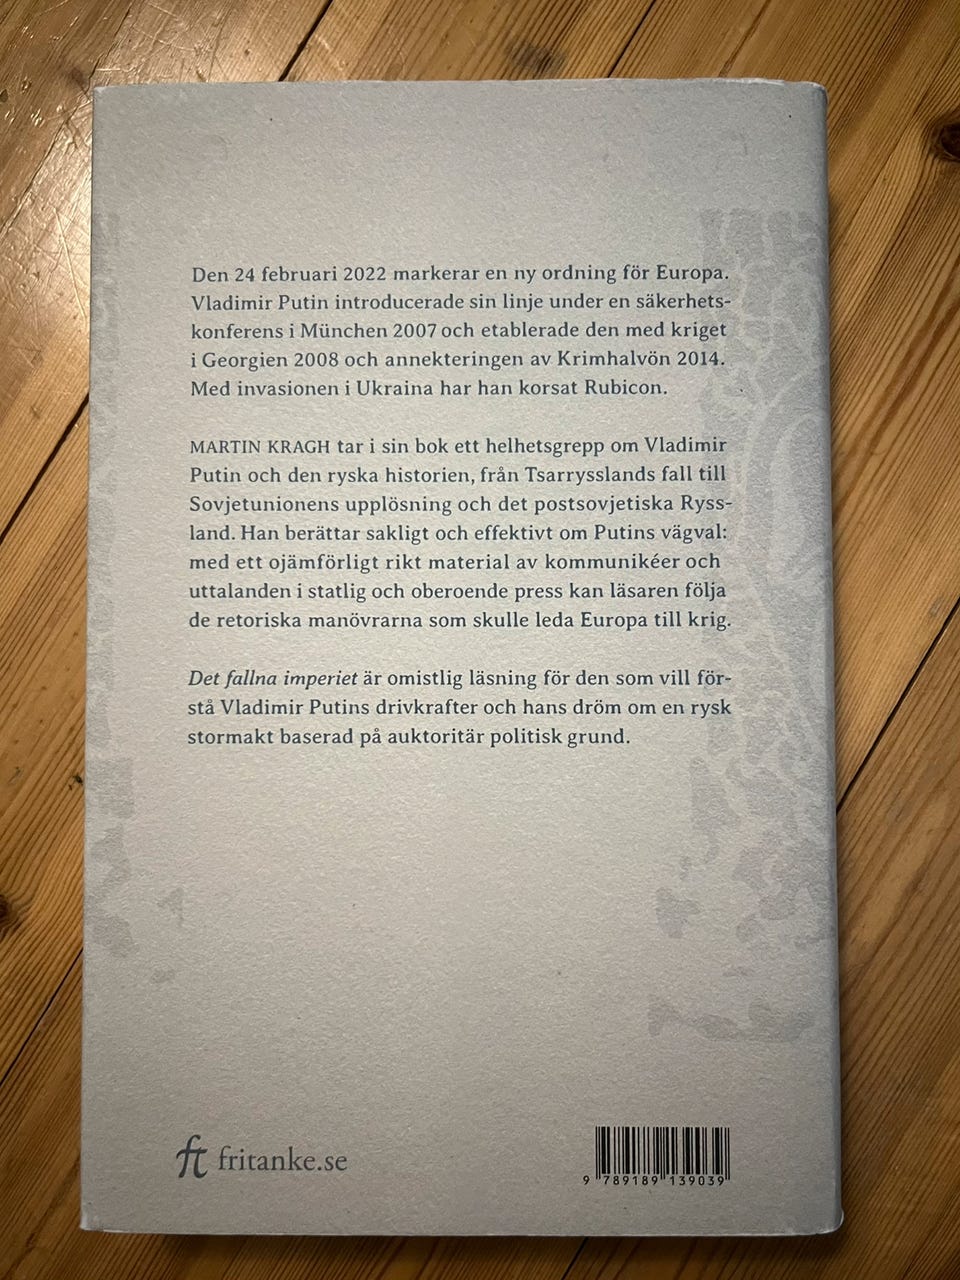 Den 24 februari 2022 markerar en ny ordning för Europa.
Vladimir Putin introducerade sin linje under en säkerhets-
konferens i München 2007 och etablerade den med kriget
i Georgien 2008 och annekteringen av Krimhalvön 2014.
Med invasionen i Ukraina har han korsat Rubicon.
MARTIN KRAGH tar i sin bok ett helhetsgrepp om Vladimir
Putin och den ryska historien, från Tsarrysslands fall till
Sovjetunionens upplösning och det postsovjetiska Ryss-
land. Han berättar sakligt och effektivt om Putins vägval:
med ett ojämförligt rikt material av kommunikéer och
uttalanden i statlig och oberoende press kan läsaren följa
de retoriska manövrarna som skulle leda Europa till krig.
Det fallna imperiet är omistlig läsning för den som vill för-
stå Vladimir Putins drivkrafter och hans dröm om en rysk
stormakt baserad på auktoritär politisk grund.
ft fritanke.se
9 789189 139039